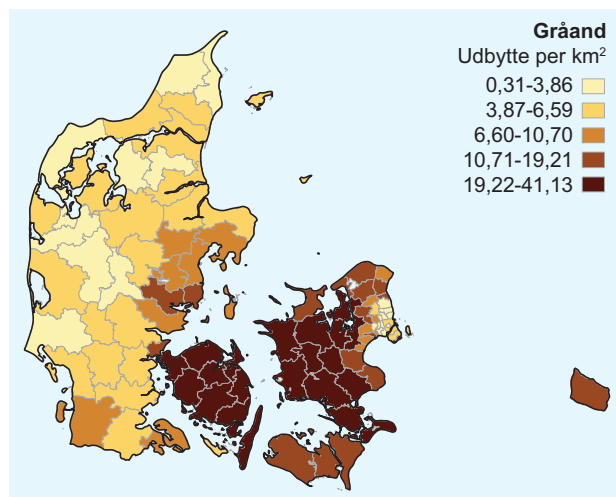 Gråand
Udbytte per km²
0,31-3,86
3,87-6,59
6,60-10,70
10,71-19,21
19,22-41,13